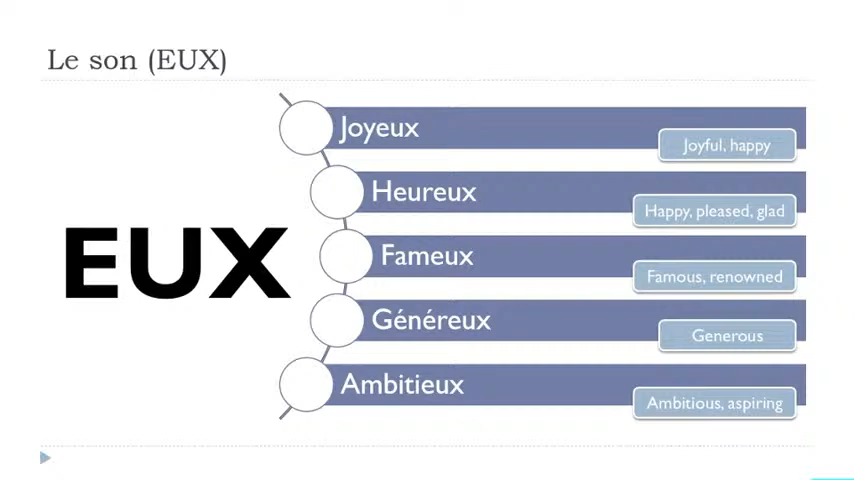 Le son (EUX)
EUX
Joyeux
Joyful, happy
Heureux
Happy, pleased, glad
Fameux
Famous, renowned
Généreux
Generous
Ambitieux
Ambitious, aspiring